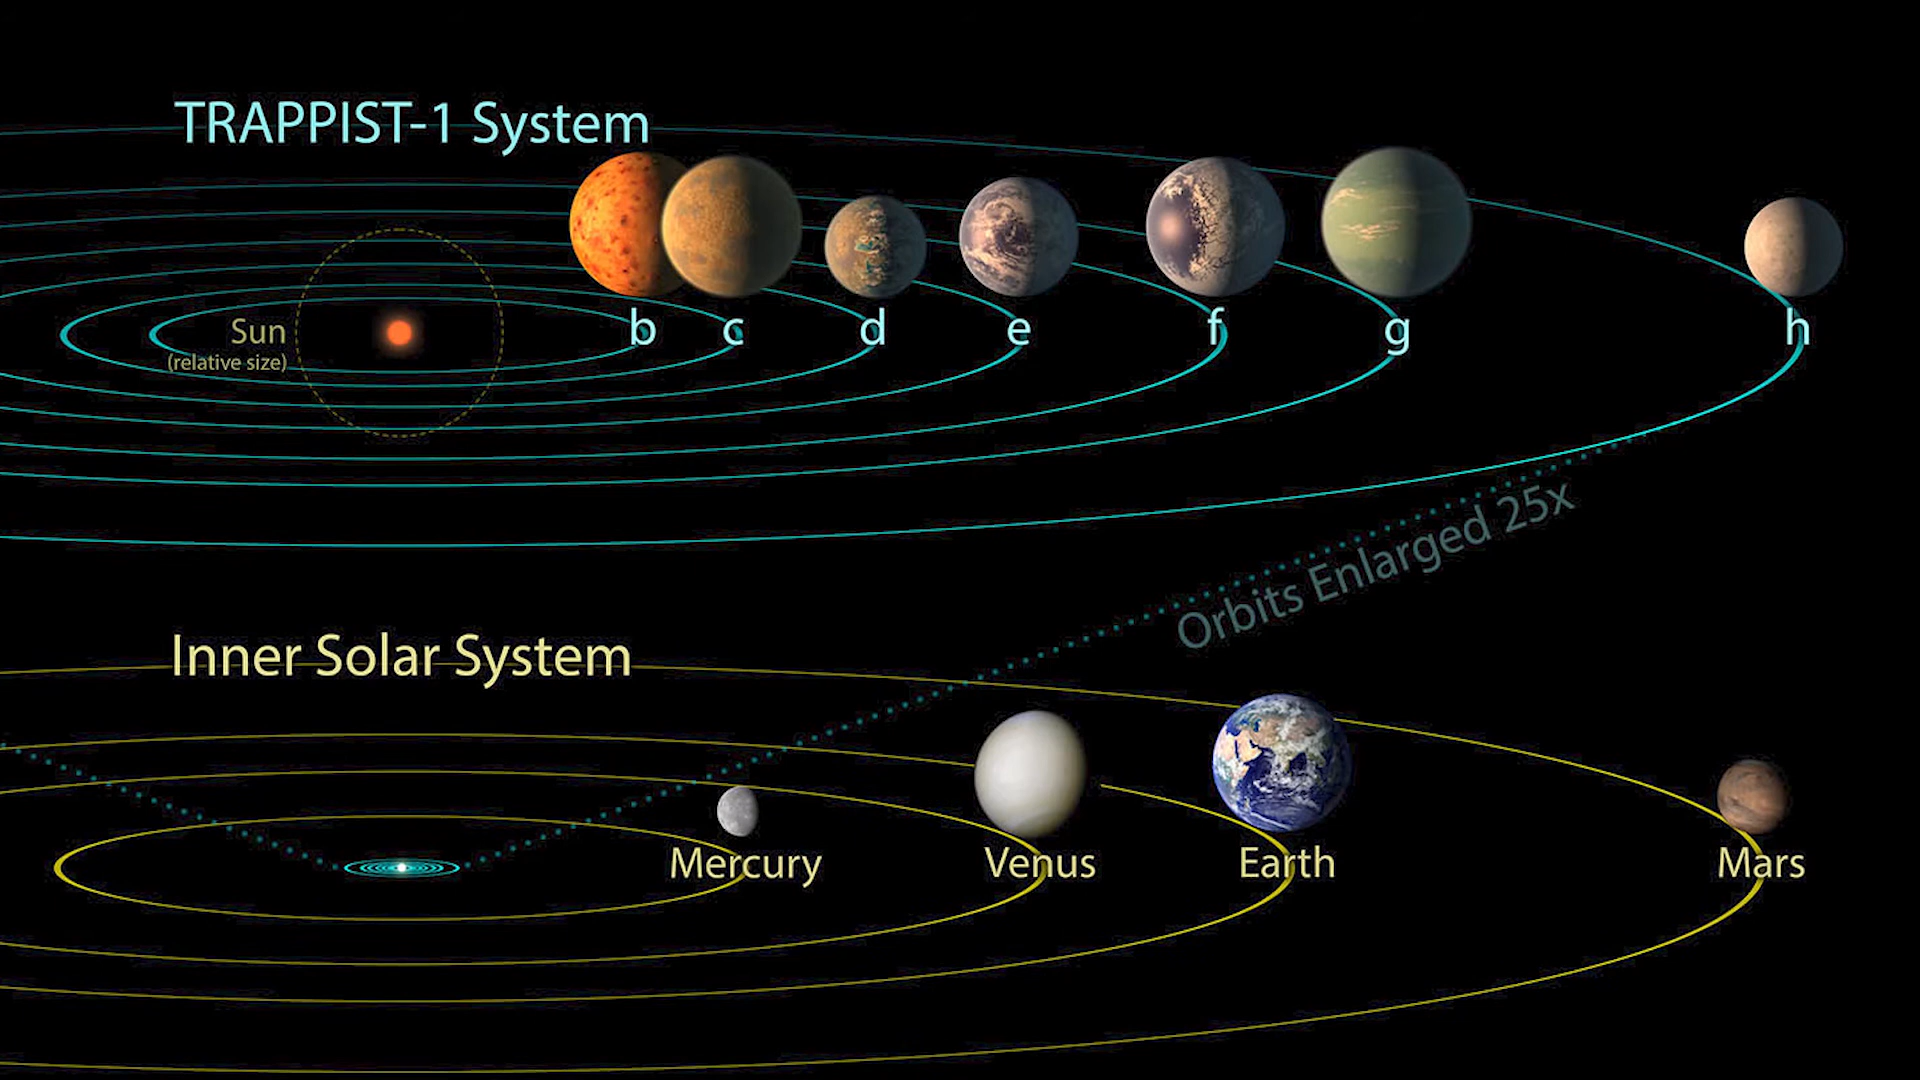 TRAPPIST-1 System
Sun
(relative size)
b c d e f g h
Orbits Enlarged 25x
Inner Solar System
Mercury Venus Earth Mars